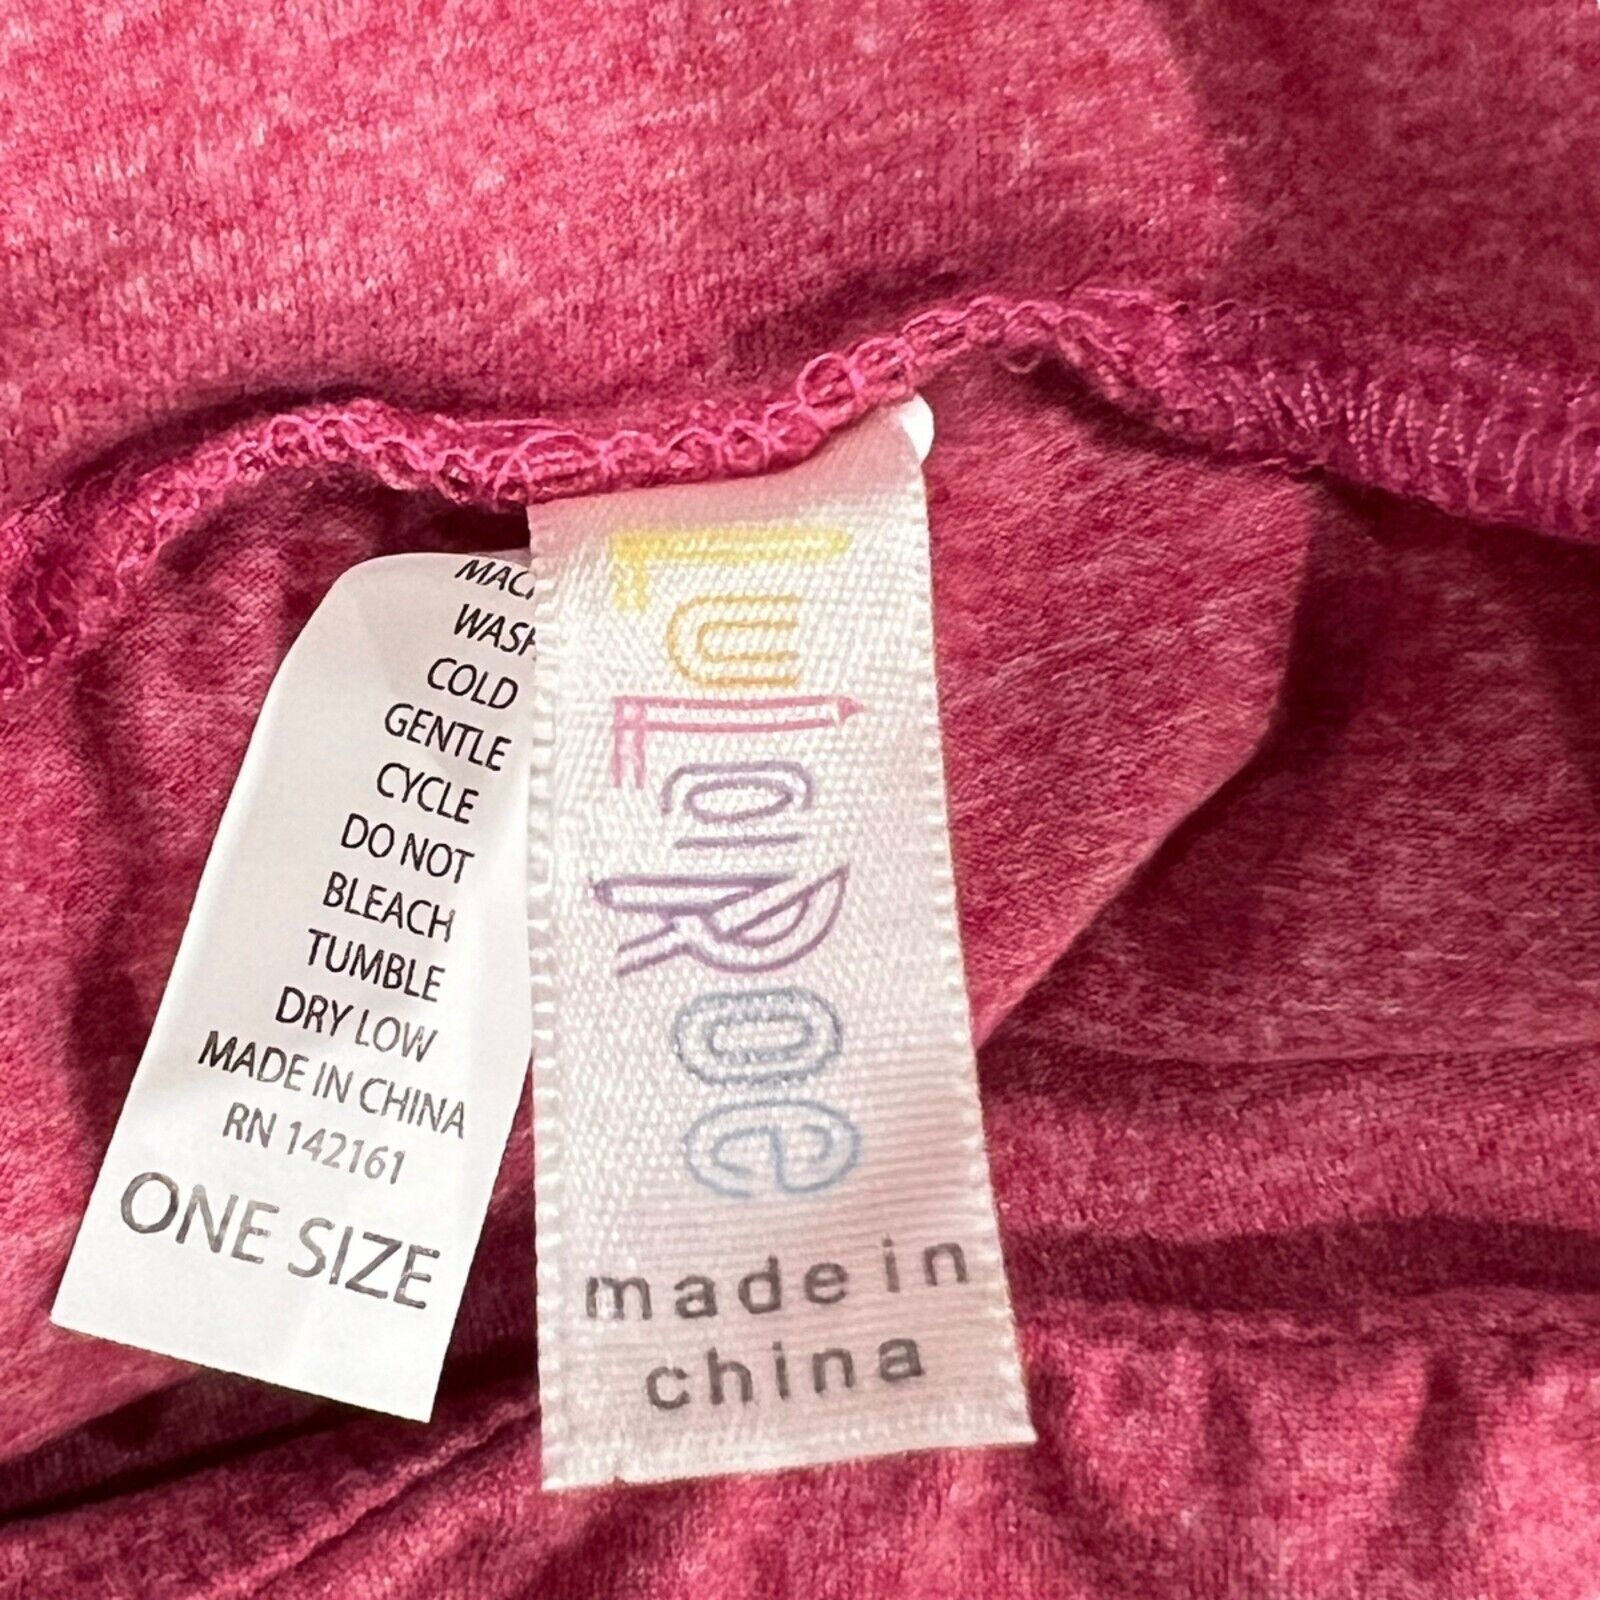 WASH
COLD
GENTLE
CYCLE
DO NOT
BLEACH
TUMBLE
DRY LOW
MADE IN CHINA
RN 142161
ONE SIZE
LuLaRoe
made in
china